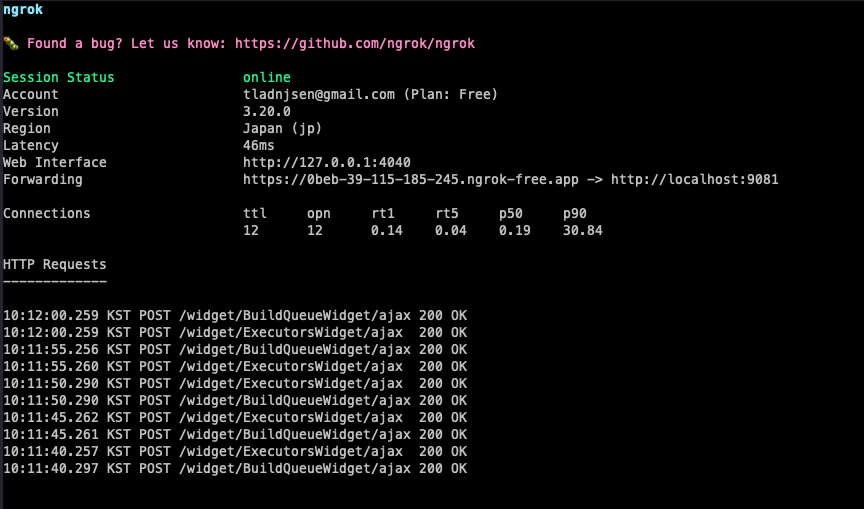 ngrok
🐛 Found a bug? Let us know: https://github.com/ngrok/ngrok
Session Status                online
Account                       tladnjsen@gmail.com (Plan: Free)
Version                       3.20.0
Region                        Japan (jp)
Latency                       46ms
Web Interface                 http://127.0.0.1:4040
Forwarding                    https://0beb-39-115-185-245.ngrok-free.app -> http://localhost:9081
Connections                   ttl     opn     rt1     rt5     p50     p90
                              12      12      0.14    0.04    0.19    30.84
HTTP Requests
-------------
10:12:00.259 KST POST /widget/BuildQueueWidget/ajax 200 OK
10:12:00.259 KST POST /widget/ExecutorsWidget/ajax  200 OK
10:11:55.256 KST POST /widget/BuildQueueWidget/ajax 200 OK
10:11:55.260 KST POST /widget/ExecutorsWidget/ajax  200 OK
10:11:50.290 KST POST /widget/ExecutorsWidget/ajax  200 OK
10:11:50.290 KST POST /widget/BuildQueueWidget/ajax 200 OK
10:11:45.262 KST POST /widget/ExecutorsWidget/ajax  200 OK
10:11:45.261 KST POST /widget/BuildQueueWidget/ajax 200 OK
10:11:40.257 KST POST /widget/ExecutorsWidget/ajax  200 OK
10:11:40.297 KST POST /widget/BuildQueueWidget/ajax 200 OK